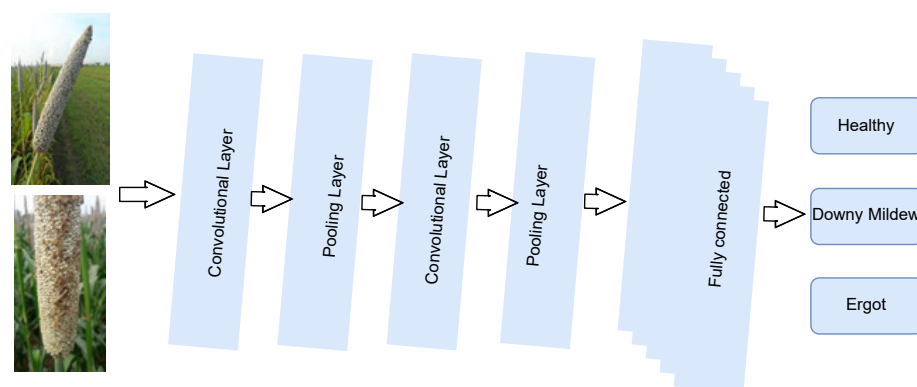 Convolutional Layer
Pooling Layer
Convolutional Layer
Pooling Layer
Fully connected
Healthy
Downy Mildew
Ergot